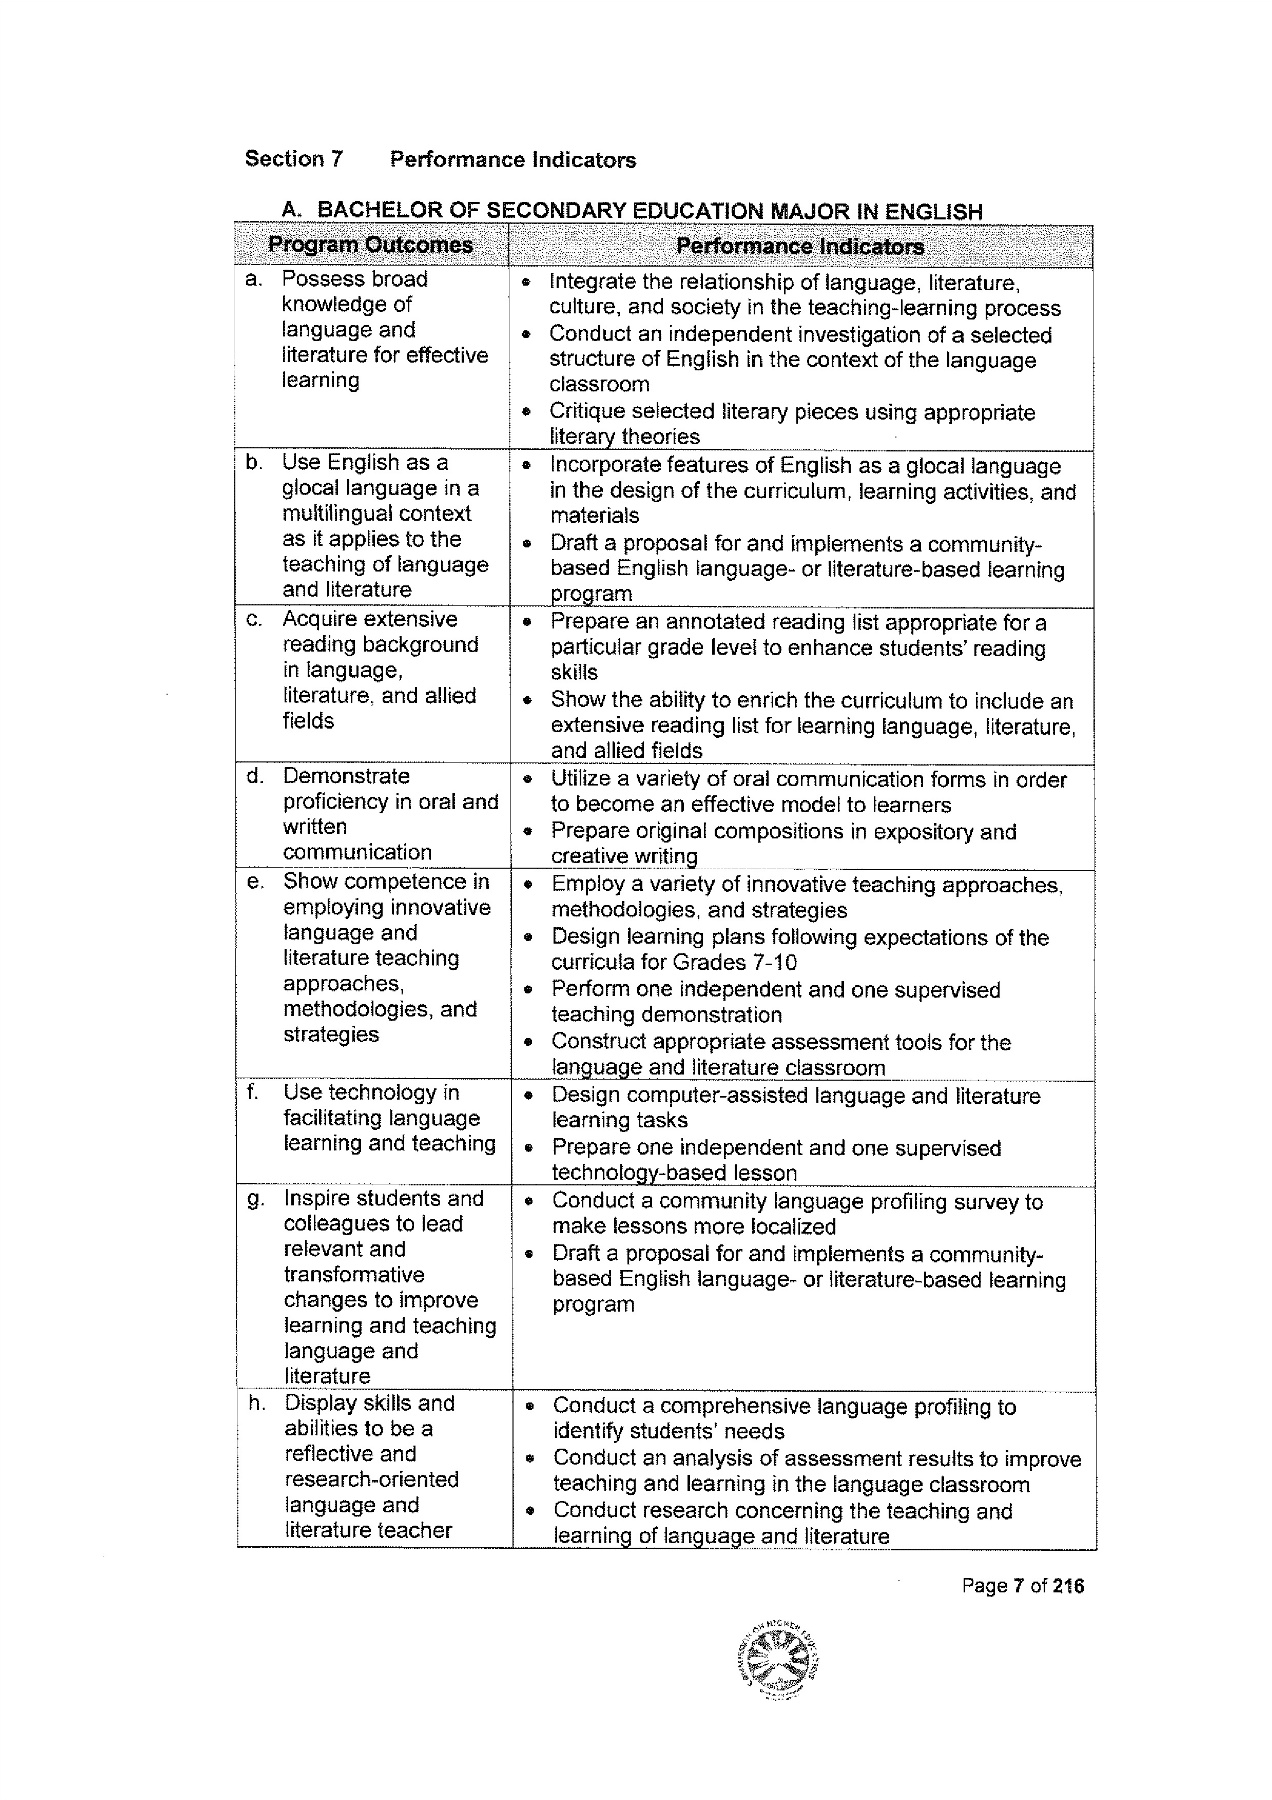 Section 7 Performance Indicators
A. BACHELOR OF SECONDARY EDUCATION MAJOR IN ENGLISH
Program Outcomes
Performance Indicators
a. Possess broad
knowledge of
language and
literature for effective
learning
• Integrate the relationship of language, literature,
culture, and society in the teaching-learning process
• Conduct an independent investigation of a selected
structure of English in the context of the language
classroom
• Critique selected literary pieces using appropriate
literary theories
b. Use English as a
glocal language in a
multilingual context
as it applies to the
teaching of language
and literature
• Incorporate features of English as a glocal language
in the design of the curriculum, learning activities, and
materials
• Draft a proposal for and implements a community-
based English language- or literature-based learning
program
c. Acquire extensive
reading background
in language,
literature, and allied
fields
• Prepare an annotated reading list appropriate for a
particular grade level to enhance students' reading
skills
• Show the ability to enrich the curriculum to include an
extensive reading list for learning language, literature,
and allied fields
d. Demonstrate
proficiency in oral and
written
communication
• Utilize a variety of oral communication forms in order
to become an effective model to learners
• Prepare original compositions in expository and
creative writing
e. Show competence in
employing innovative
language and
literature teaching
approaches,
methodologies, and
strategies
• Employ a variety of innovative teaching approaches,
methodologies, and strategies
• Design learning plans following expectations of the
curricula for Grades 7-10
• Perform one independent and one supervised
teaching demonstration
• Construct appropriate assessment tools for the
language and literature classroom
f. Use technology in
facilitating language
learning and teaching
• Design computer-assisted language and literature
learning tasks
• Prepare one independent and one supervised
technology-based lesson
g. Inspire students and
colleagues to lead
relevant and
transformative
changes to improve
learning and teaching
language and
literature
• Conduct a community language profiling survey to
make lessons more localized
• Draft a proposal for and implements a community-
based English language- or literature-based learning
program
h. Display skills and
abilities to be a
reflective and
research-oriented
language and
literature teacher
• Conduct a comprehensive language profiling to
identify students' needs
• Conduct an analysis of assessment results to improve
teaching and learning in the language classroom
• Conduct research concerning the teaching and
learning of language and literature
Page 7 of 216